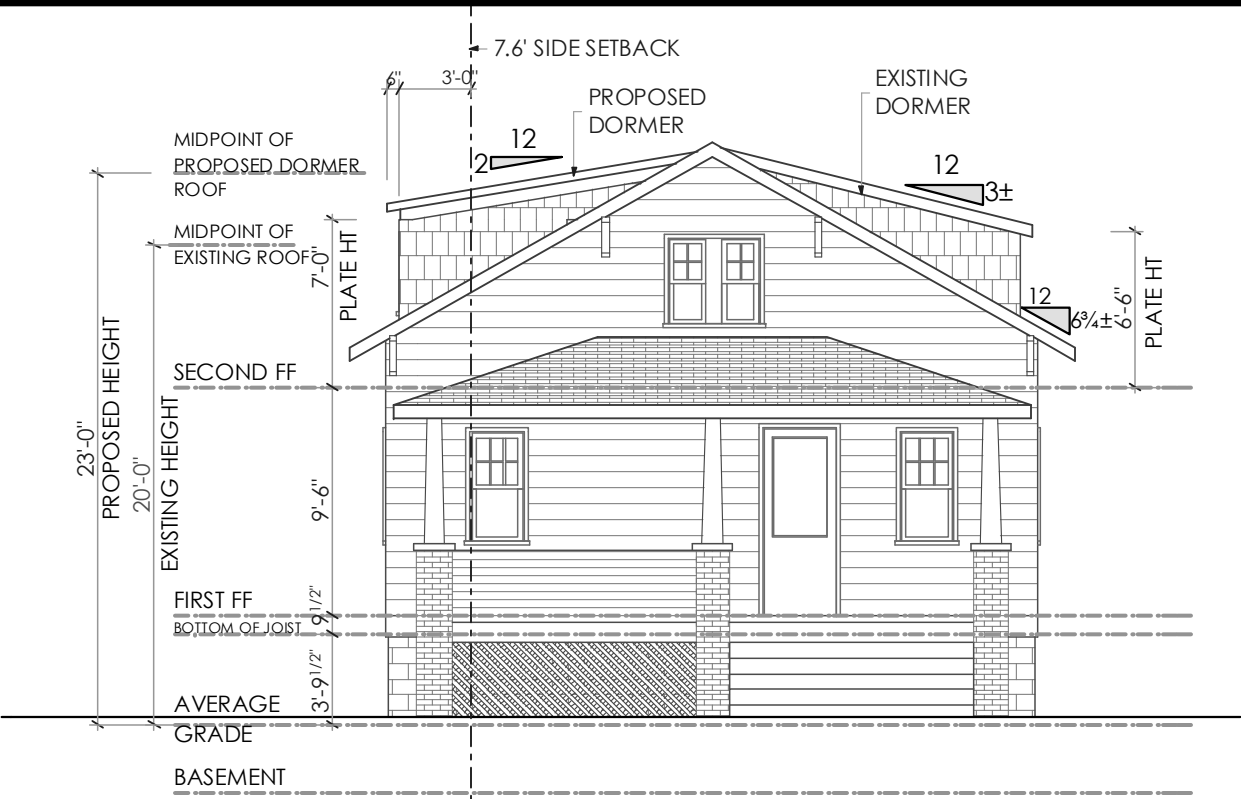 7.6' SIDE SETBACK
6"
3'-0"
EXISTING
DORMER
PROPOSED
DORMER
12
2
12
3±
MIDPOINT OF
PROPOSED DORMER
ROOF
MIDPOINT OF
EXISTING ROOF
7'-0"
PLATE HT
12
6¾±
6'-6"
PLATE HT
SECOND FF
23'-0"
PROPOSED HEIGHT
20'-0"
EXISTING HEIGHT
9'-6"
FIRST FF
9 1/2"
BOTTOM OF JOIST
3'-9 1/2"
AVERAGE
GRADE
BASEMENT